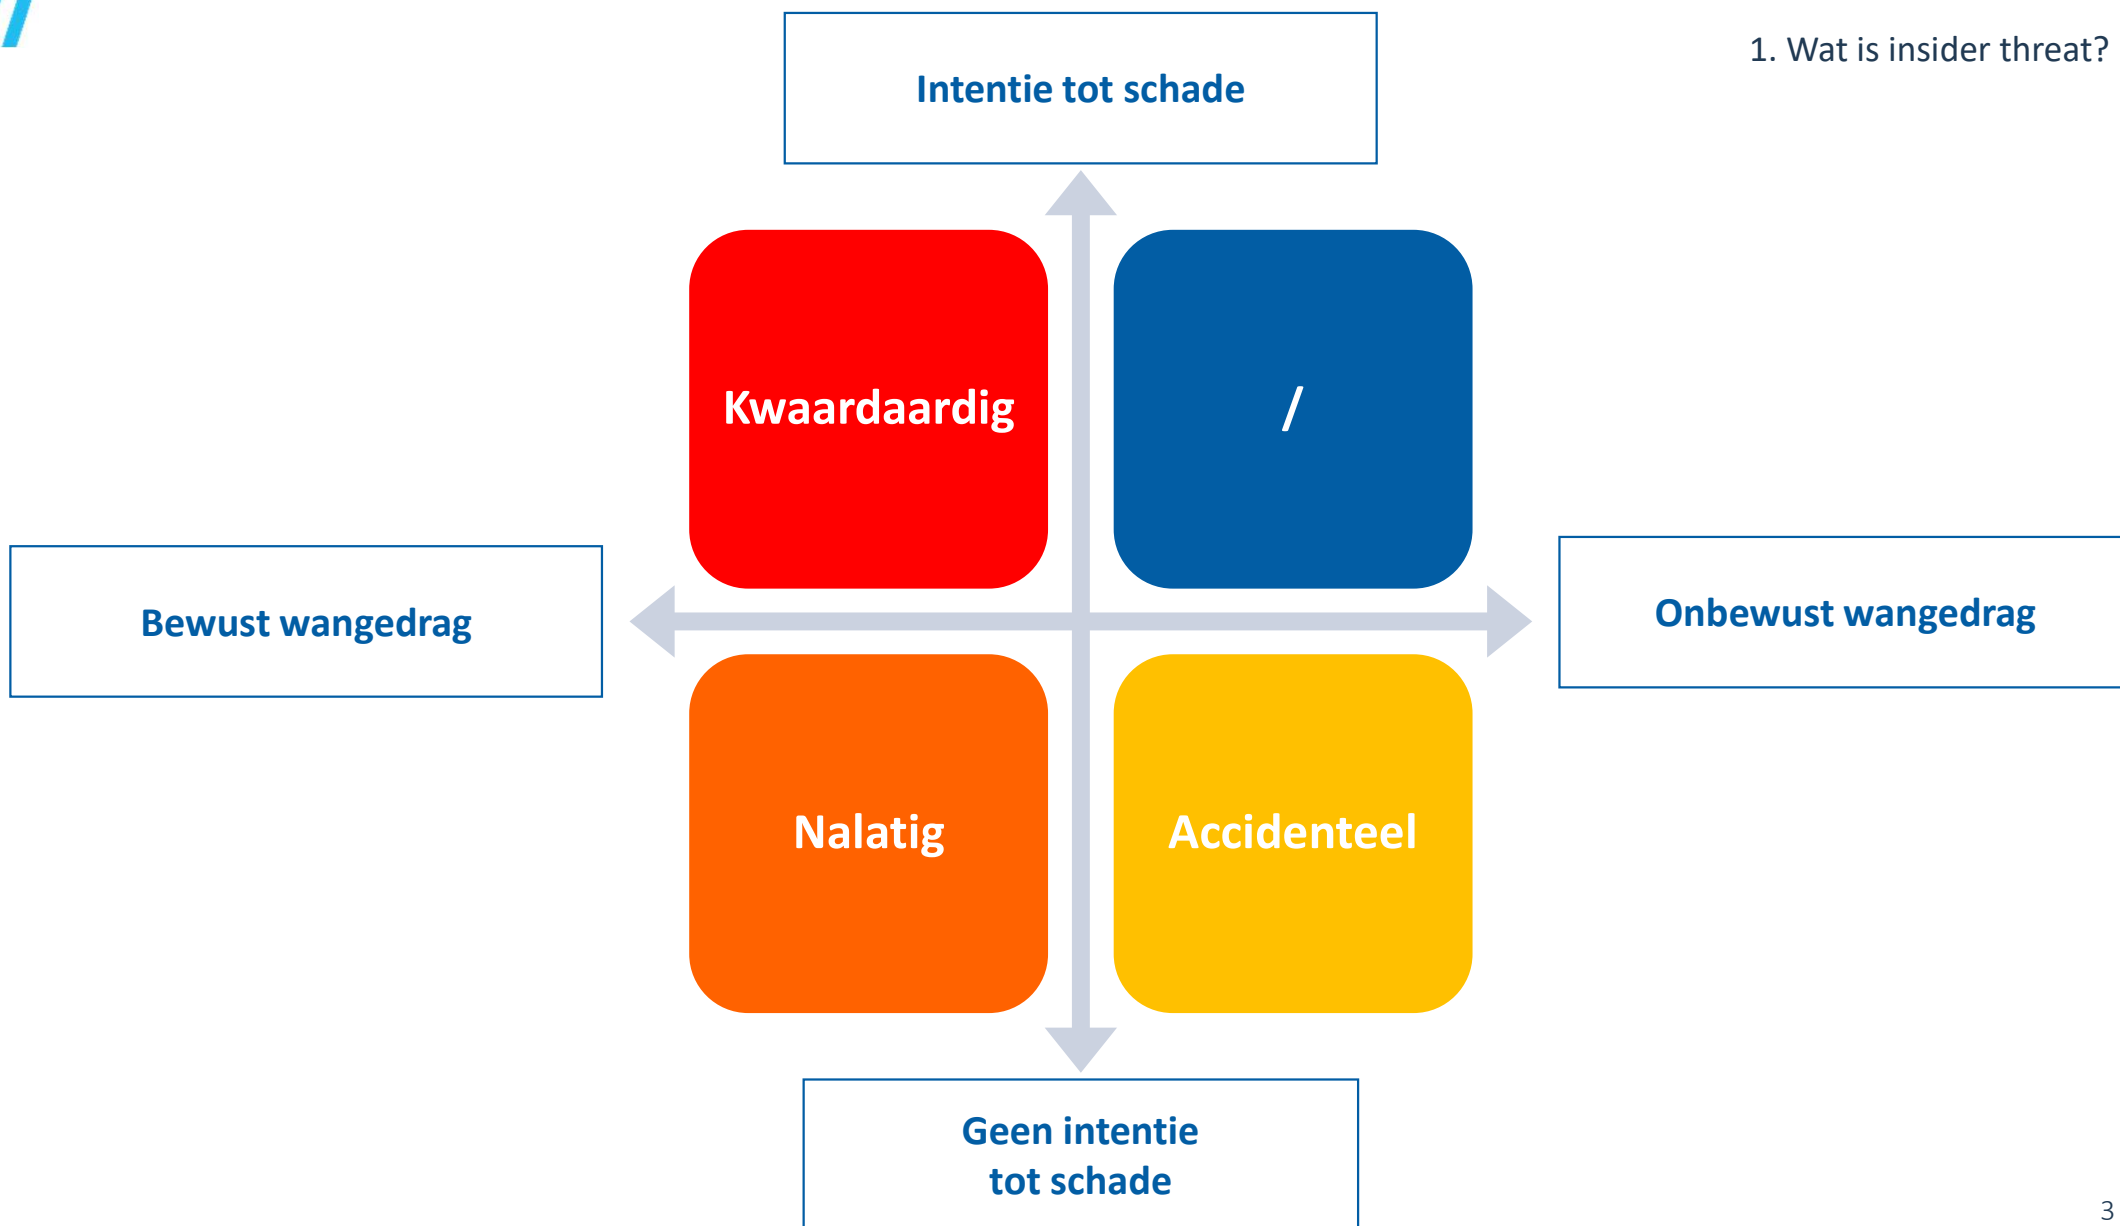 1. Wat is insider threat?
Intentie tot schade
Kwaardaardig
/
Bewust wangedrag
Onbewust wangedrag
Nalatig
Accidenteel
Geen intentie
tot schade
3